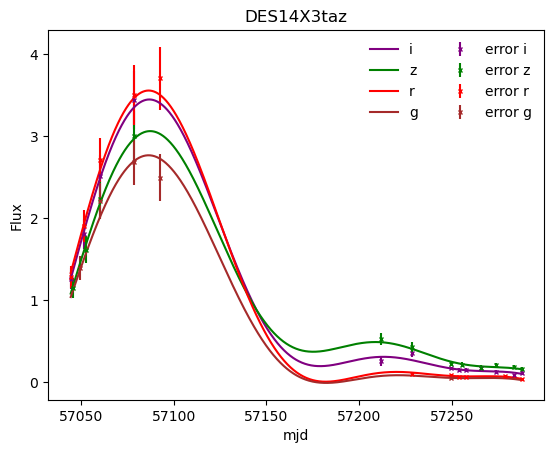 DES14X3taz
i
z
r
g
error i
error z
error r
error g
Flux
4
3
2
1
0
57050 57100 57150 57200 57250
mjd